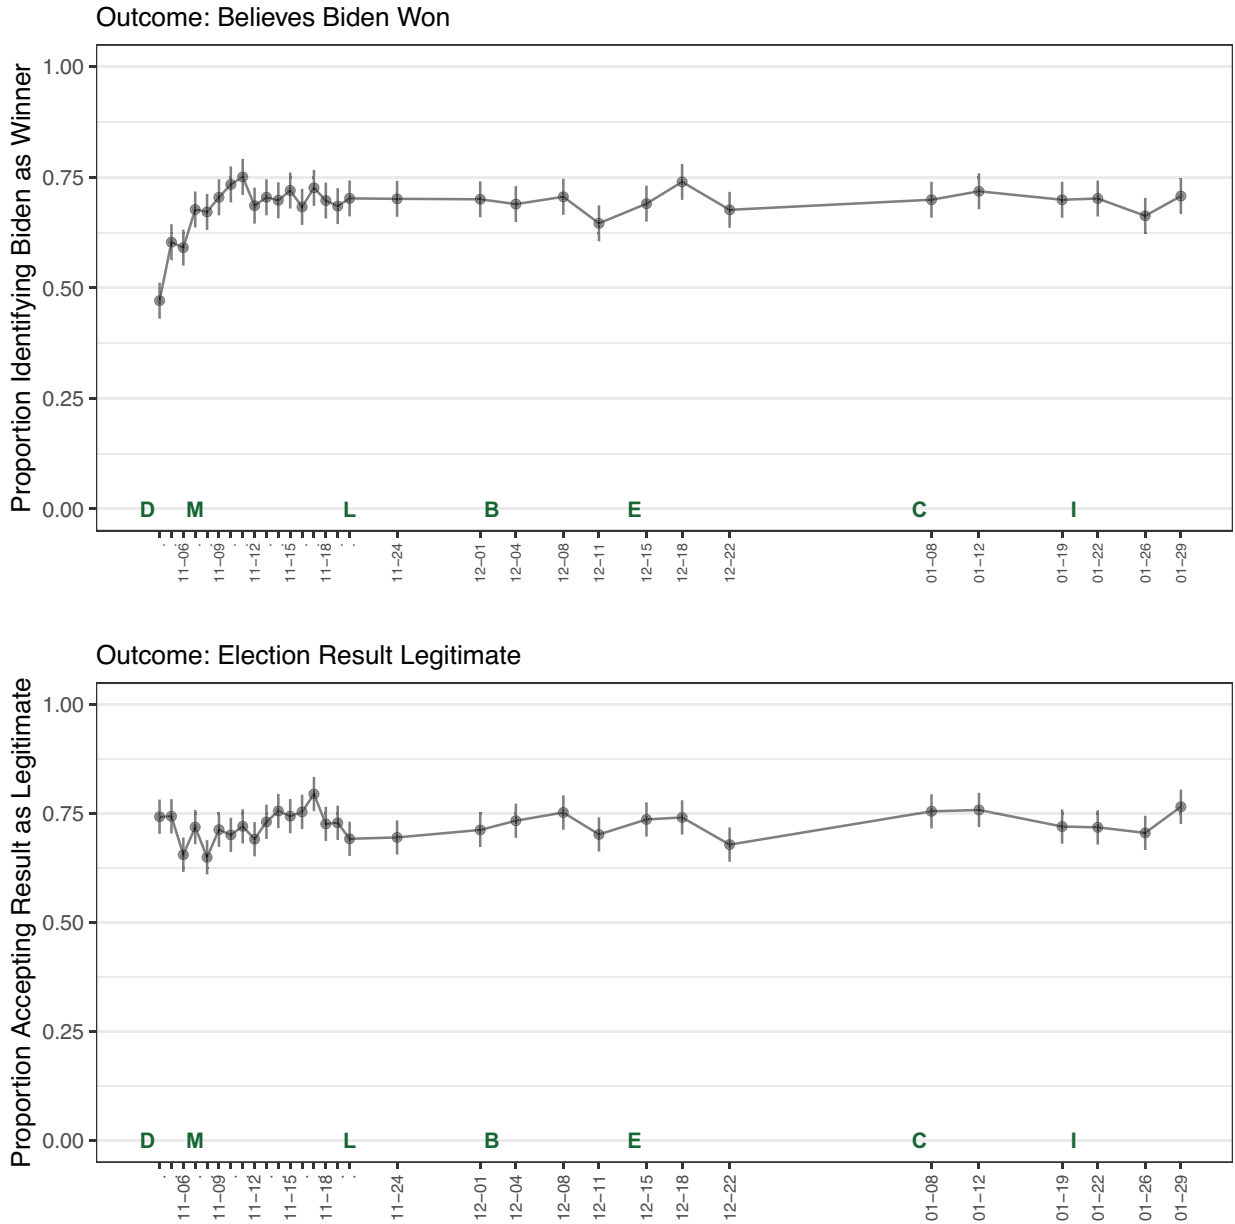 Outcome: Believes Biden Won
Proportion Identifying Biden as Winner
1.00
0.75
0.50
0.25
0.00
D M L B E C I
11−06 11−09 11−12 11−15 11−18 11−24 12−01 12−04 12−08 12−11 12−15 12−18 12−22 01−08 01−12 01−19 01−22 01−26 01−29
Outcome: Election Result Legitimate
Proportion Accepting Result as Legitimate
1.00
0.75
0.50
0.25
0.00
D M L B E C I
11−06 11−09 11−12 11−15 11−18 11−24 12−01 12−04 12−08 12−11 12−15 12−18 12−22 01−08 01−12 01−19 01−22 01−26 01−29